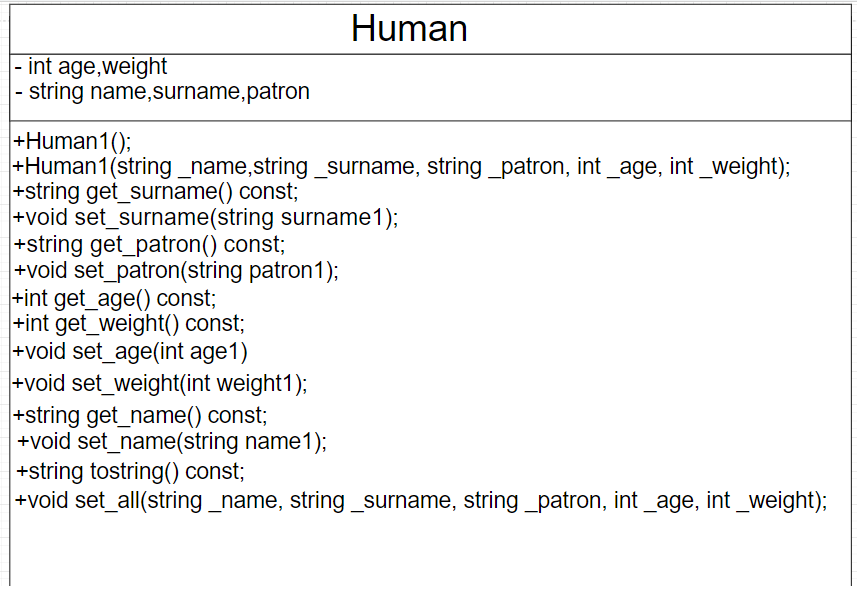 Human
- int age,weight
- string name,surname,patron
+Human1();
+Human1(string _name,string _surname, string _patron, int _age, int _weight);
+string get_surname() const;
+void set_surname(string surname1);
+string get_patron() const;
+void set_patron(string patron1);
+int get_age() const;
+int get_weight() const;
+void set_age(int age1)
+void set_weight(int weight1);
+string get_name() const;
+void set_name(string name1);
+string tostring() const;
+void set_all(string _name, string _surname, string _patron, int _age, int _weight);